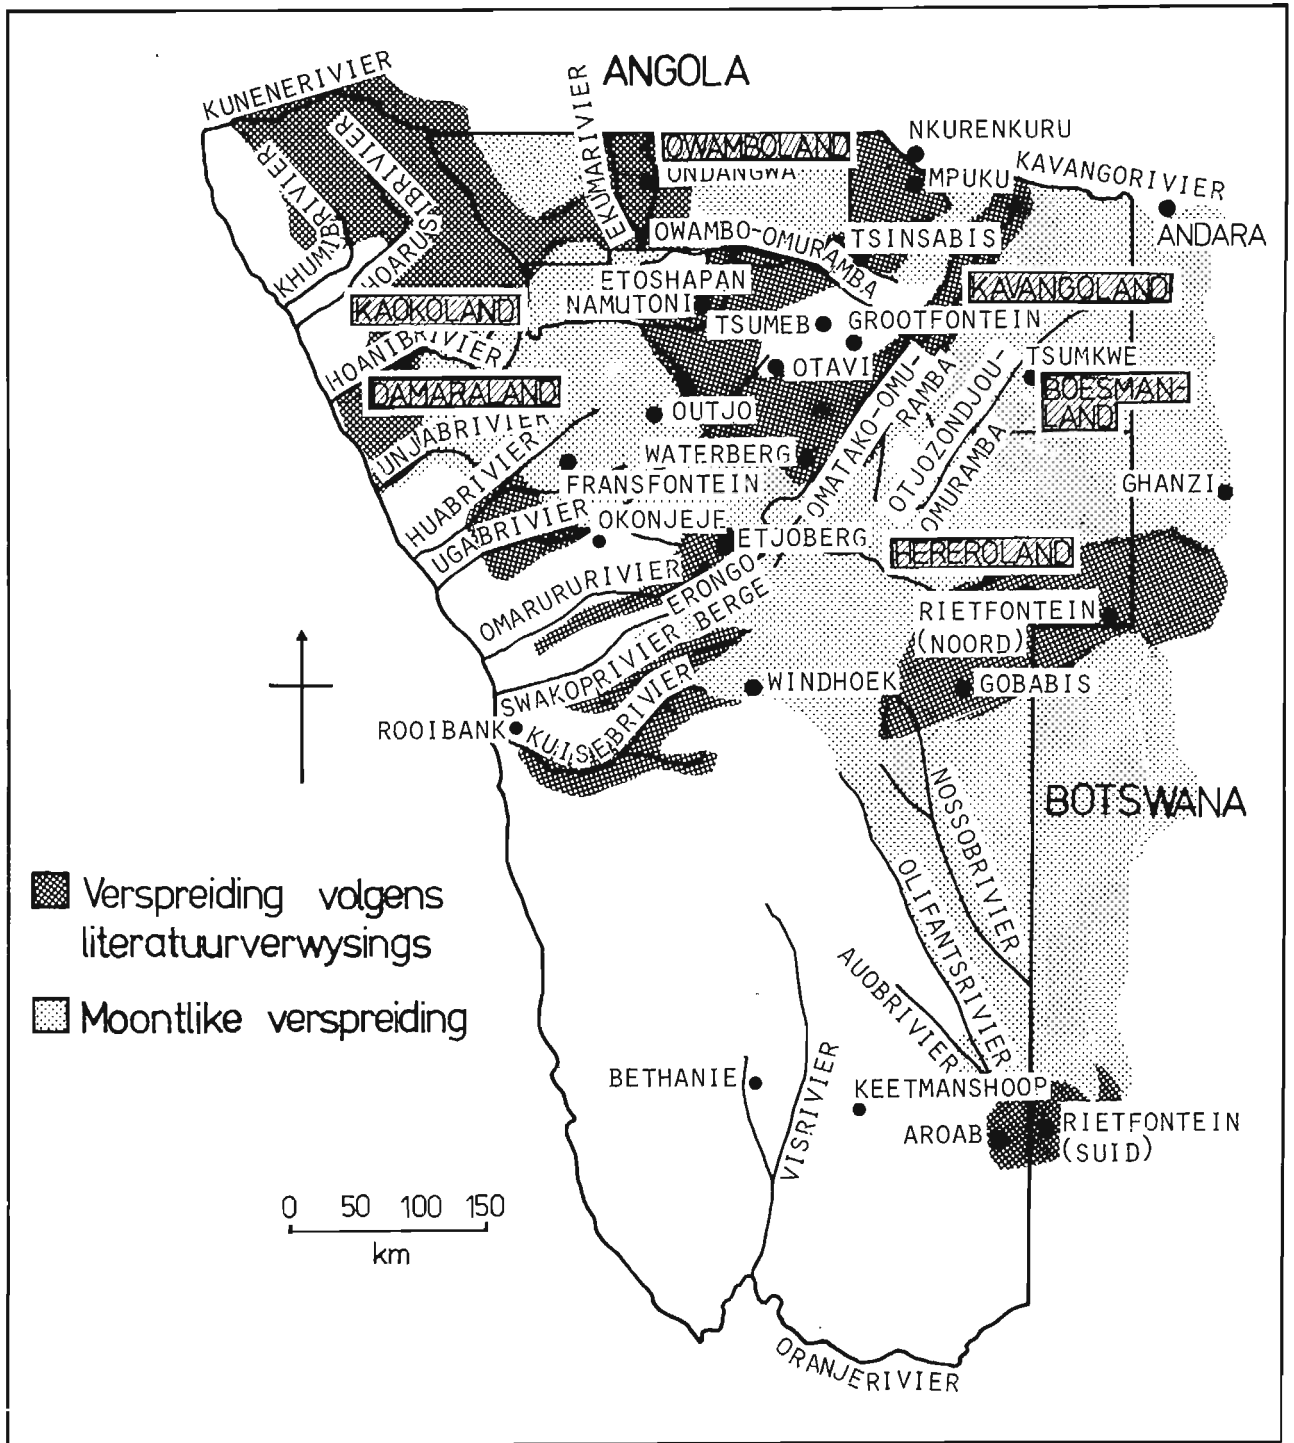 ANGOLA
KUNENERIVIER
KHUMIBRIVIER
HOARUSIBRIVIER
EKUMARIVIER
OWAMBOLAND
ONDANGWA
NKURENKURU
MPUKU
KAVANGORIVIER
ANDARA
OWAMBO-OMURAMBA
TSINSABIS
ETOSHAPAN
NAMUTONI
KAVANGOLAND
KAOKOLAND
TSUMEB
GROOTFONTEIN
HOANIBRIVIER
OTAVI
TSUMKWE
DAMARALAND
BOESMAN-
LAND
OMATAKO-OMU-
RAMBA
OTJOZONDJOU-
OMURAMBA
OUTJO
UNJABRIVIER
WATERBERG
HUABRIVIER
FRANSFONTEIN
GHANZI
UGABRIVIER
OKONJEJE
ETJOBERG
HEREROLAND
OMARURURIVIER
ERONGO
BERGE
RIETFONTEIN
(NOORD)
SWAKOPRIVIER
WINDHOEK
GOBABIS
ROOIBANK
KUISEBRIVIER
NOSSOBRIVIER
BOTSWANA
OLIFANTSRIVIER
AUOBRIVIER
Verspreiding volgens
literatuurverwysings
Moontlike verspreiding
BETHANIE
VISRIVIER
KEETMANSHOOP
AROAB
RIETFONTEIN
(SUID)
0 50 100 150
km
ORANJERIVIER